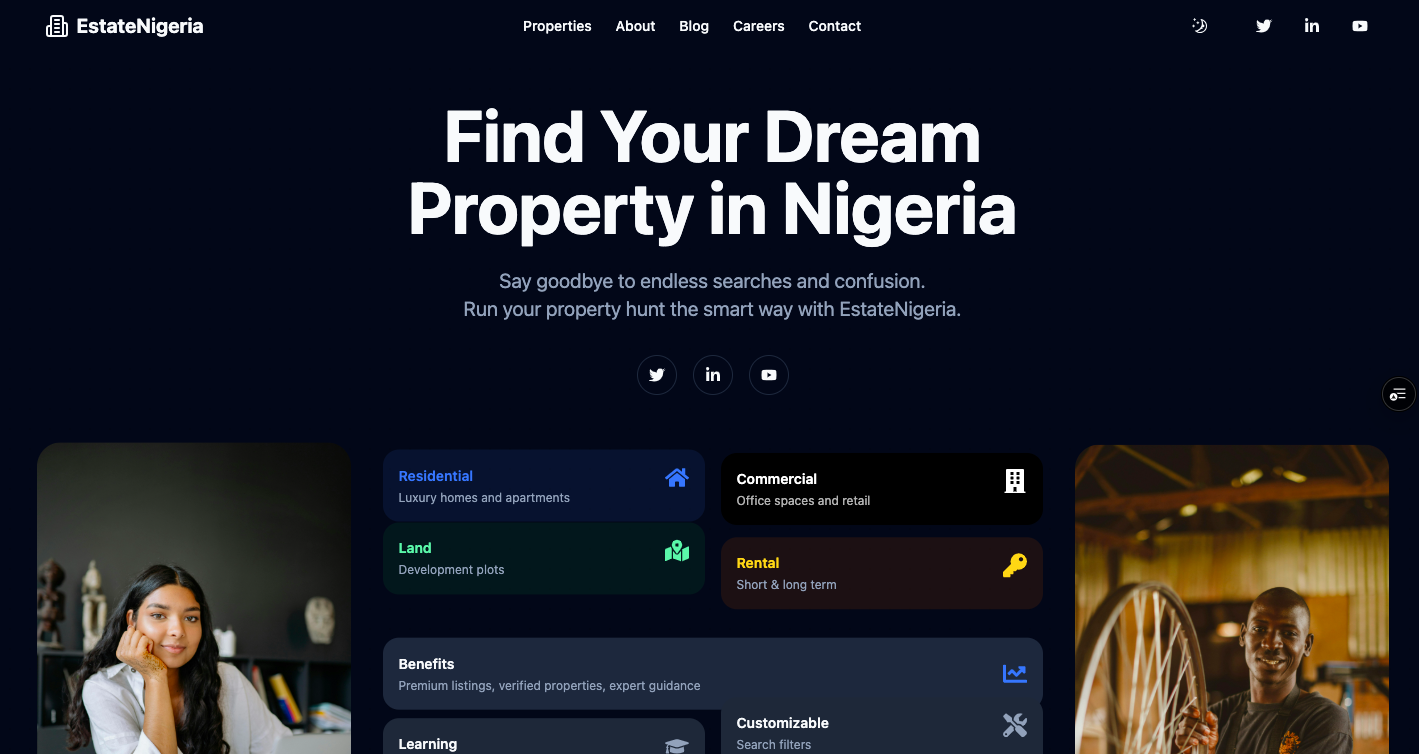 EstateNigeria
Properties
About
Blog
Careers
Contact
Find Your Dream
Property in Nigeria
Say goodbye to endless searches and confusion.
Run your property hunt the smart way with EstateNigeria.
Residential
Luxury homes and apartments
Commercial
Office spaces and retail
Land
Development plots
Rental
Short & long term
Benefits
Premium listings, verified properties, expert guidance
Customizable
Search filters
Learning